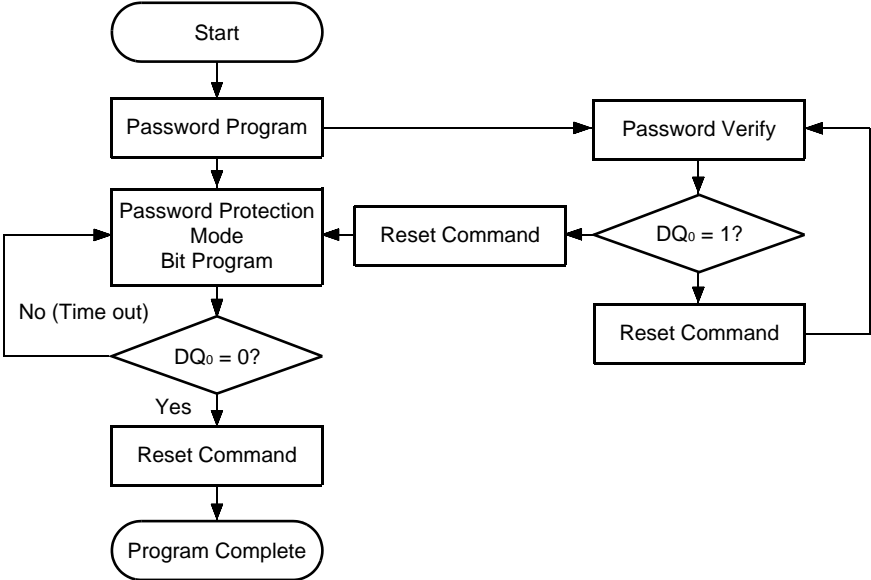 Start
Password Program
Password Verify
Password Protection
Mode
Bit Program
Reset Command
DQ₀ = 1?
No (Time out)
Reset Command
DQ₀ = 0?
Yes
Reset Command
Program Complete